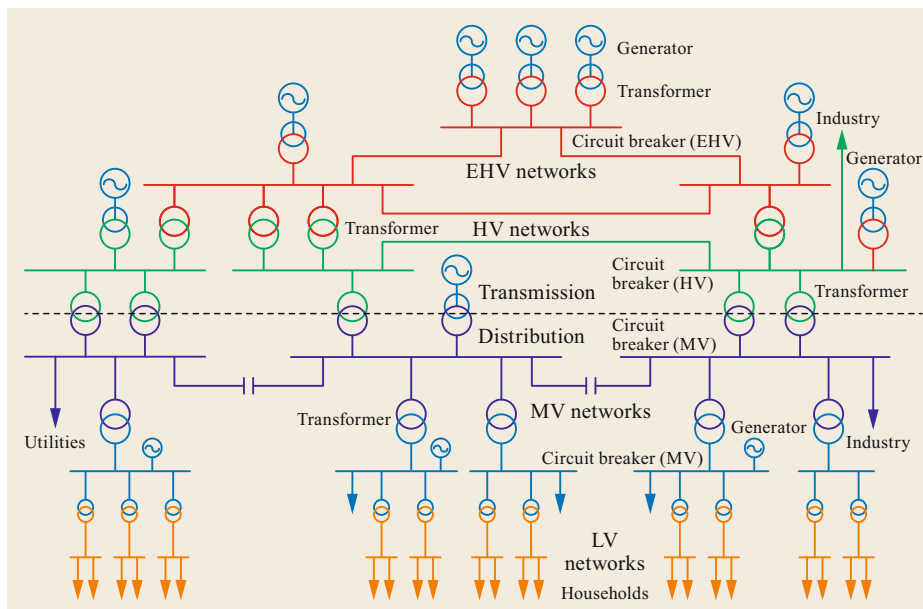 Generator
Transformer
Circuit breaker (EHV)
Industry
EHV networks
Generator
Transformer
HV networks
Circuit
breaker (HV)
Transformer
Transmission
Distribution
Circuit
breaker (MV)
MV networks
Transformer
Utilities
Generator
Industry
Circuit breaker (MV)
LV
networks
Households